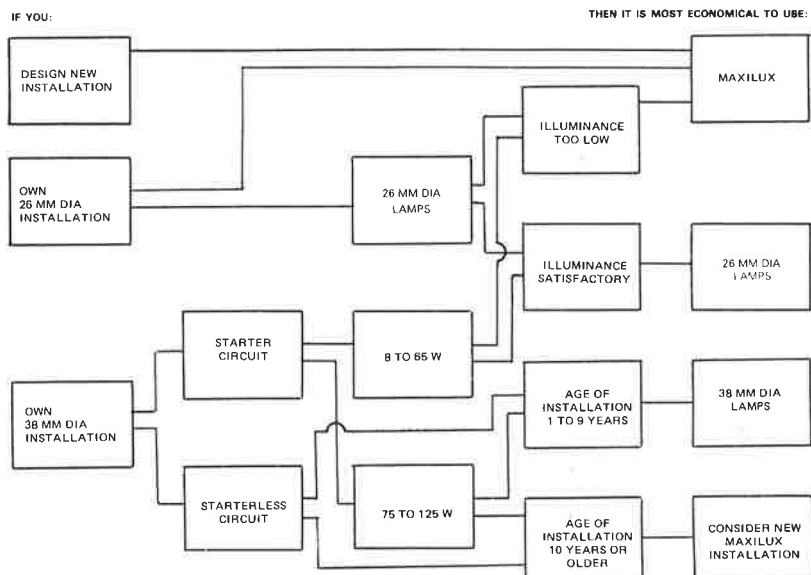 IF YOU:
THEN IT IS MOST ECONOMICAL TO USE:
DESIGN NEW
INSTALLATION
MAXILUX
ILLUMINANCE
TOO LOW
OWN
26 MM DIA
INSTALLATION
26 MM DIA
LAMPS
ILLUMINANCE
SATISFACTORY
26 MM DIA
LAMPS
STARTER
CIRCUIT
8 TO 65 W
OWN
38 MM DIA
INSTALLATION
AGE OF
INSTALLATION
1 TO 9 YEARS
38 MM DIA
LAMPS
STARTERLESS
CIRCUIT
75 TO 125 W
AGE OF
INSTALLATION
10 YEARS OR
OLDER
CONSIDER NEW
MAXILUX
INSTALLATION